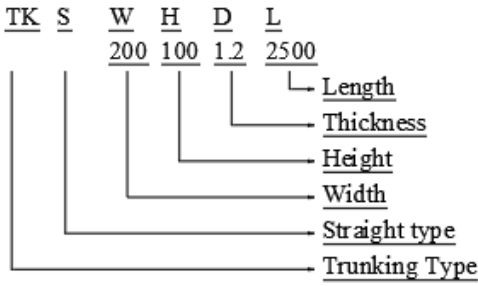 TK S W H D L
200 100 1.2 2500
Length
Thickness
Height
Width
Straight type
Trunking Type